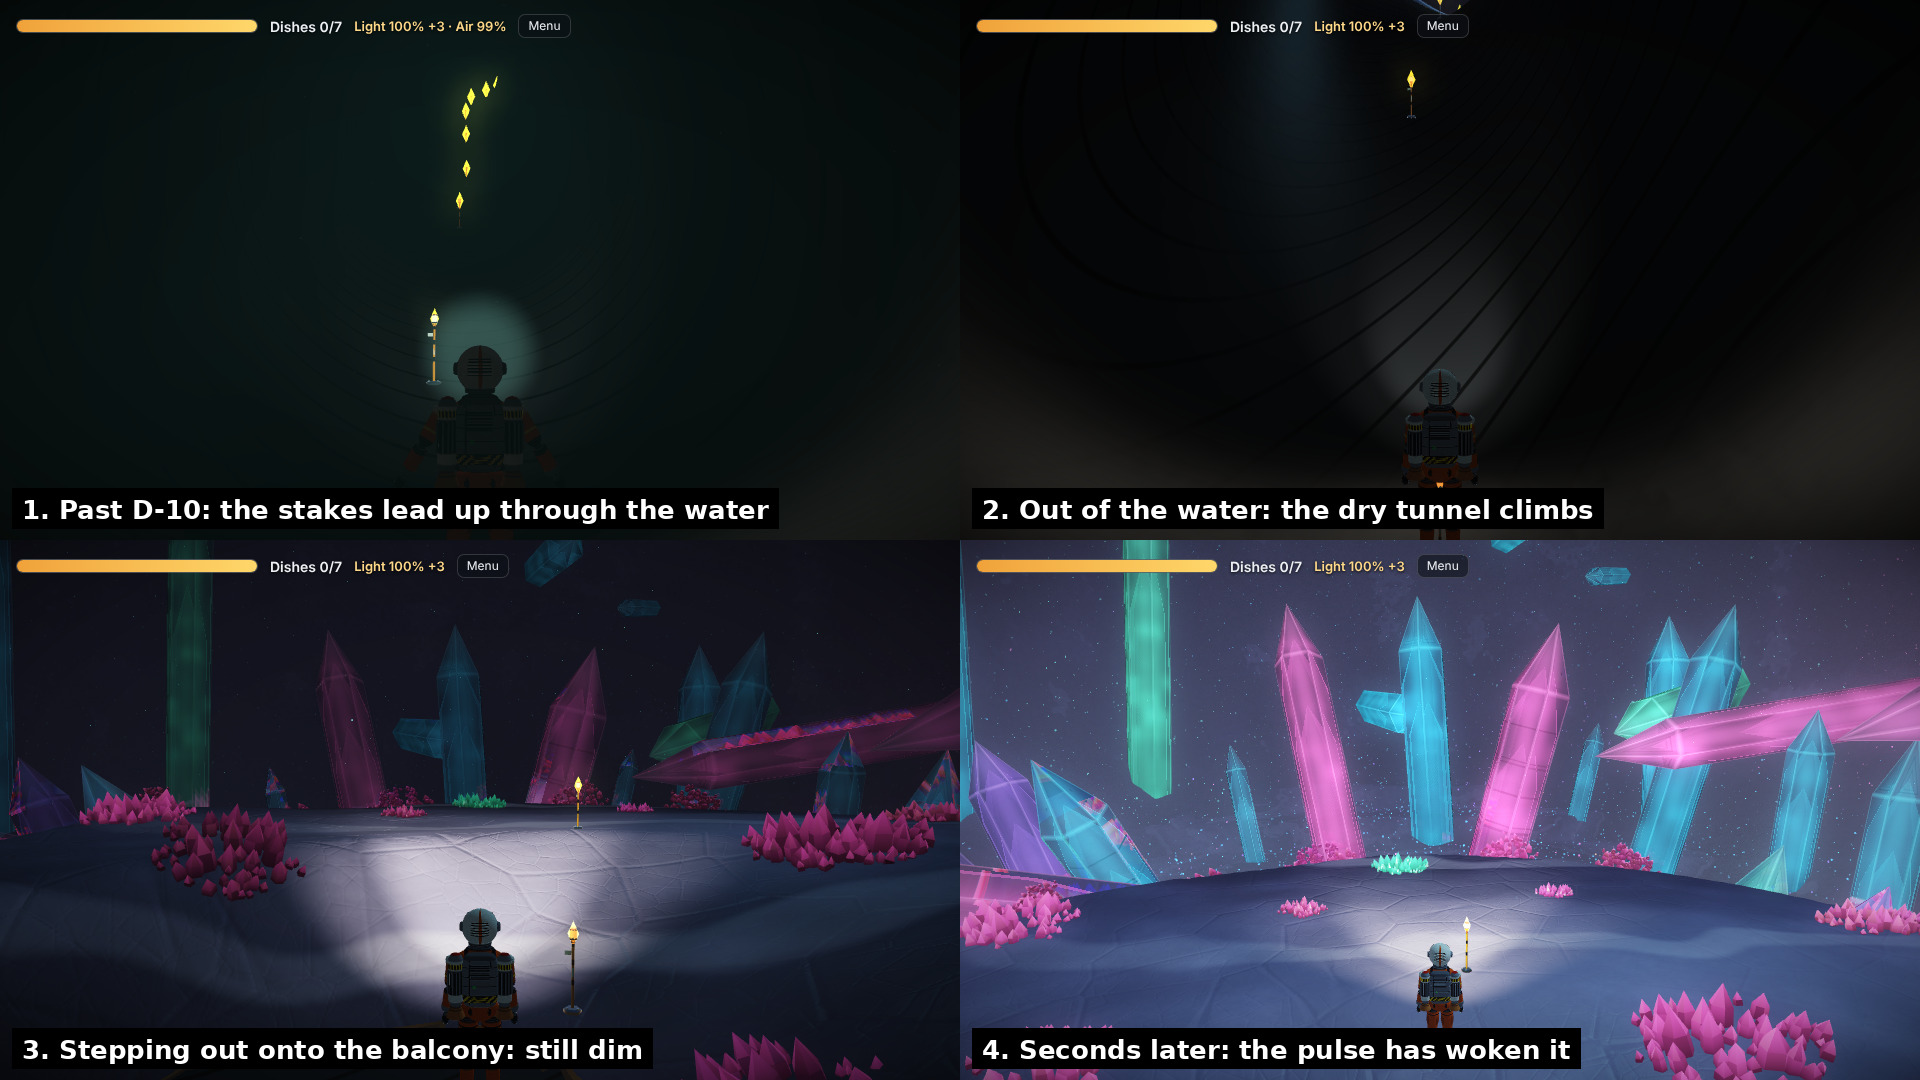 Dishes 0/7 Light 100% +3 · Air 99% Menu
1. Past D-10: the stakes lead up through the water
Dishes 0/7 Light 100% +3 Menu
2. Out of the water: the dry tunnel climbs
Dishes 0/7 Light 100% +3 Menu
3. Stepping out onto the balcony: still dim
Dishes 0/7 Light 100% +3 Menu
4. Seconds later: the pulse has woken it